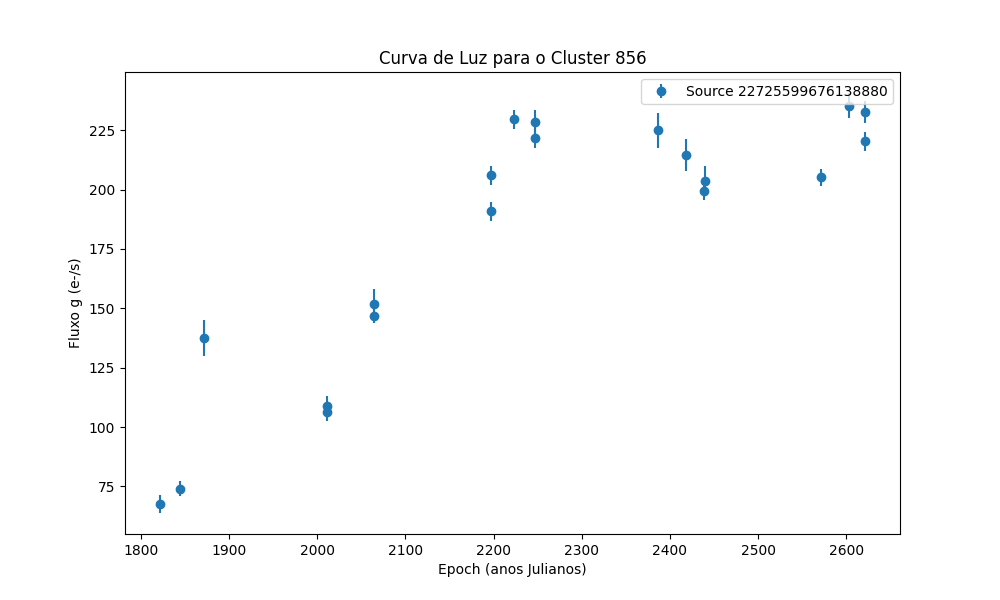 Curva de Luz para o Cluster 856
Source 22725599676138880
Fluxo g (e-/s)
225
200
175
150
125
100
75
1800 1900 2000 2100 2200 2300 2400 2500 2600
Epoch (anos Julianos)